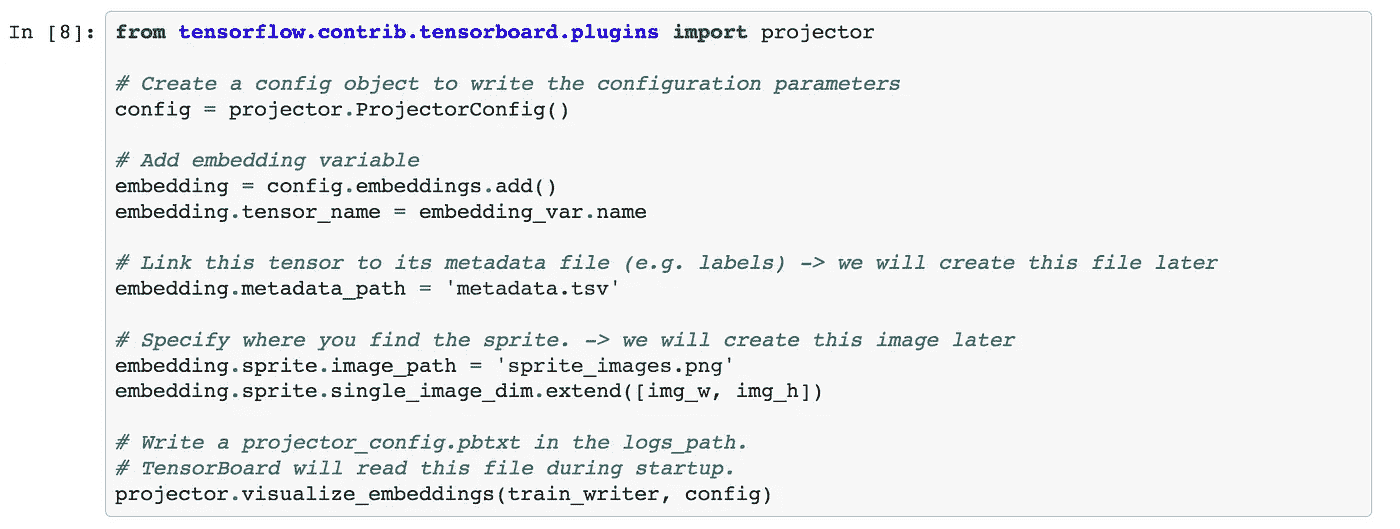 In [8]: from tensorflow.contrib.tensorboard.plugins import projector
# Create a config object to write the configuration parameters
config = projector.ProjectorConfig()
# Add embedding variable
embedding = config.embeddings.add()
embedding.tensor_name = embedding_var.name
# Link this tensor to its metadata file (e.g. labels) -> we will create this file later
embedding.metadata_path = 'metadata.tsv'
# Specify where you find the sprite. -> we will create this image later
embedding.sprite.image_path = 'sprite_images.png'
embedding.sprite.single_image_dim.extend([img_w, img_h])
# Write a projector_config.pbtxt in the logs_path.
# TensorBoard will read this file during startup.
projector.visualize_embeddings(train_writer, config)